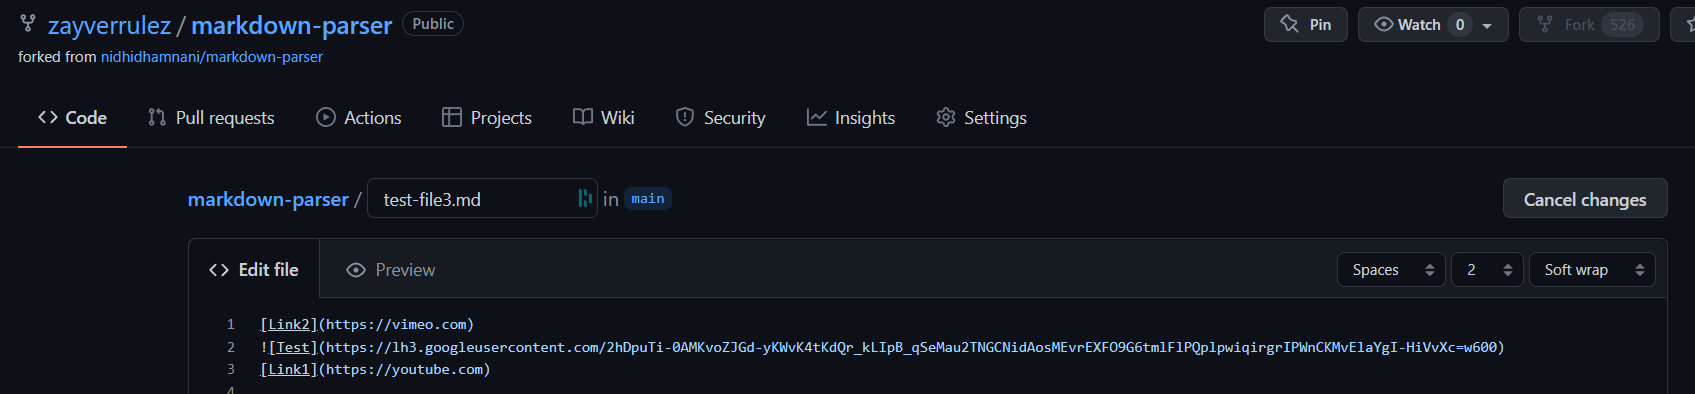 zayverrulez / markdown-parser Public Pin Watch 0 Fork 526
forked from nidhidhamnani/markdown-parser
Code Pull requests Actions Projects Wiki Security Insights Settings
markdown-parser / test-file3.md in main Cancel changes
Edit file Preview Spaces 2 Soft wrap
1 [Link2](https://vimeo.com)
2 ![Test](https://lh3.googleusercontent.com/2hDpuTi-0AMKvoZJGd-yKWvK4tKdQr_kLIpB_qSeMau2TNGCNidAosMEvrEXFO9G6tmlFlPQplpwiqirgrIPWnCKMvElaYgI-HiVvXc=w600)
3 [Link1](https://youtube.com)
4